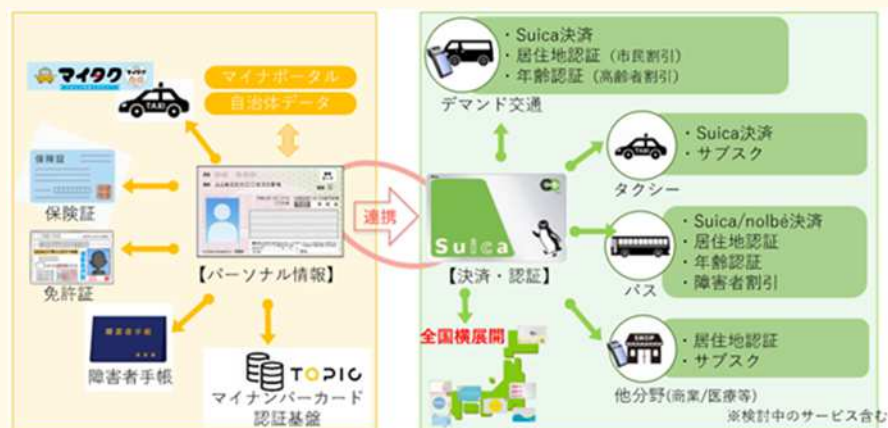 マイタク
TAXI
マイナポータル
自治体データ
保険証
保険証
免許証
障害者手帳
障害者手帳
【パーソナル情報】
TOPIC
マイナンバーカード
認証基盤
連携
Suica
【決済・認証】
全国横展開
・Suica決済
・居住地認証（市民割引）
・年齢認証（高齢者割引）
デマンド交通
TAXI
・Suica決済
・サブスク
タクシー
・Suica/nolbé決済
・居住地認証
・年齢認証
・障害者割引
バス
SHOP
・居住地認証
・サブスク
他分野(商業/医療等)
※検討中のサービス含む